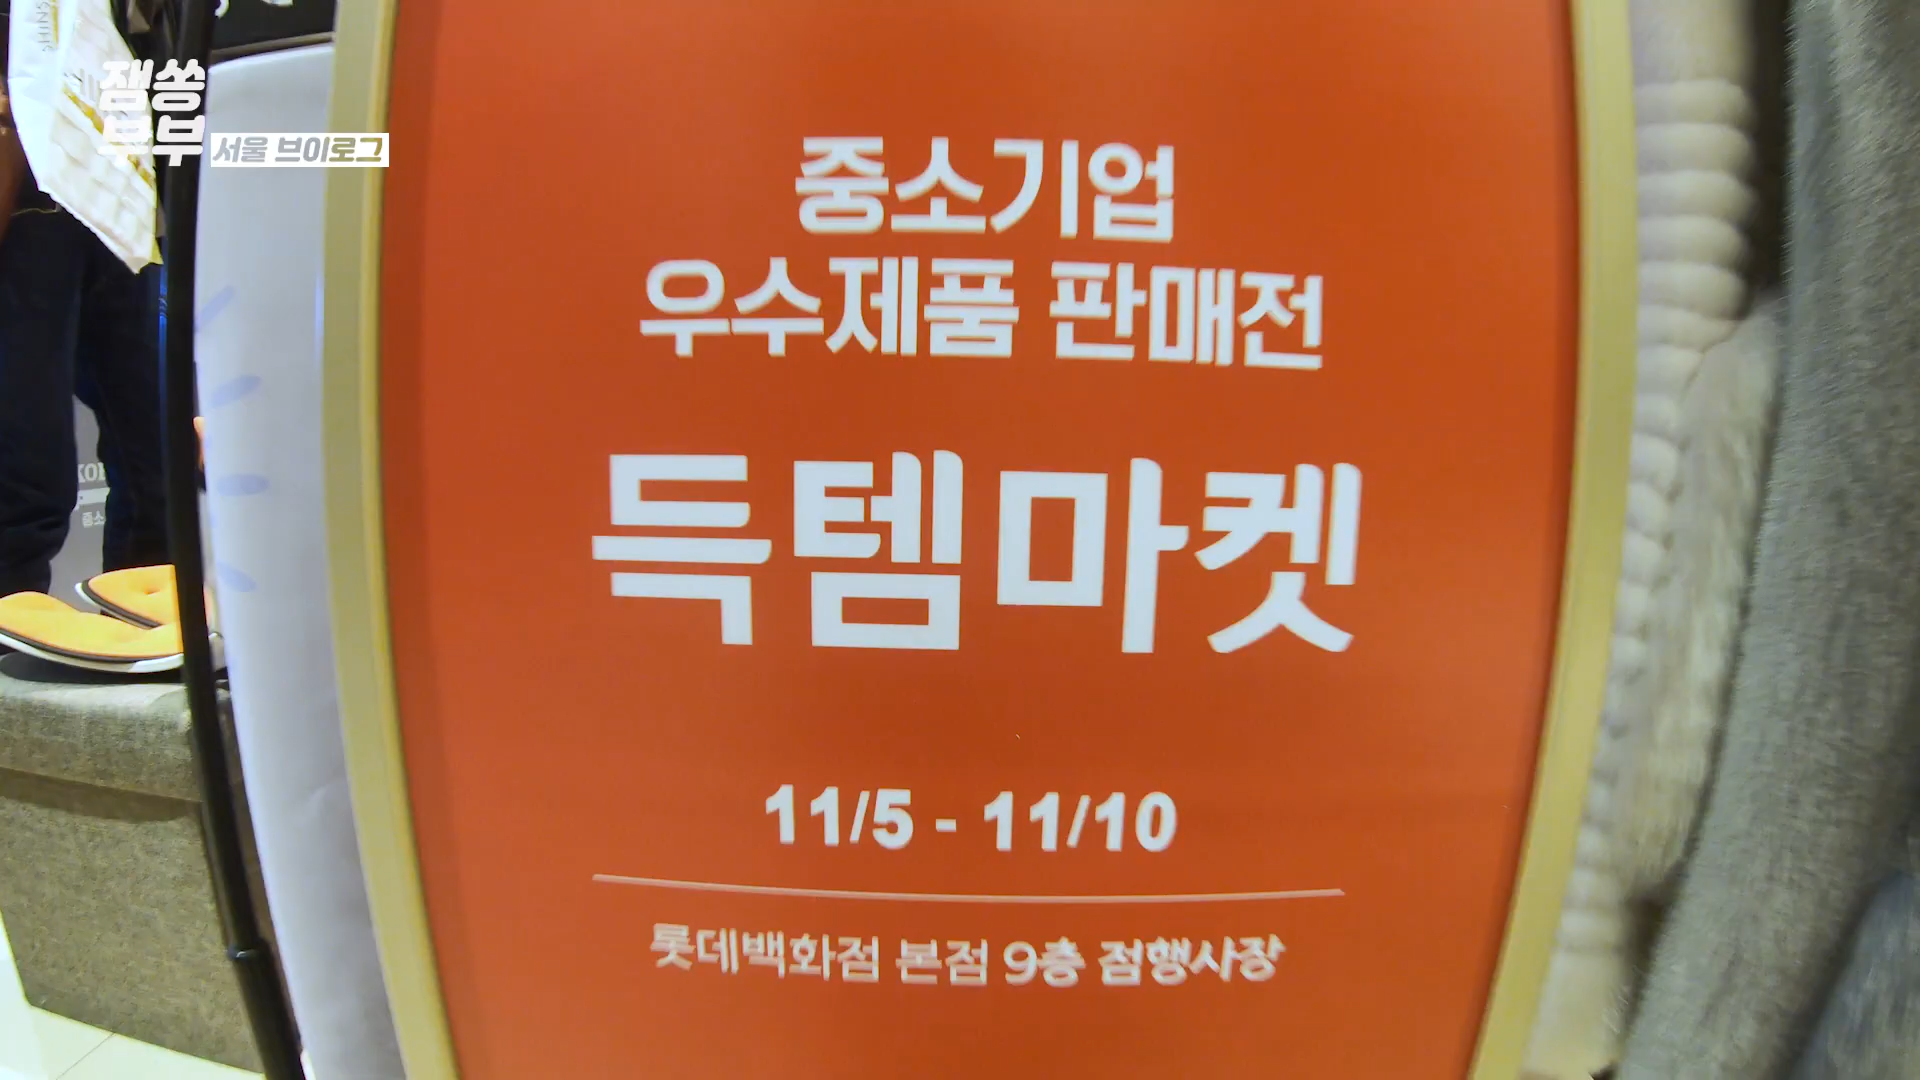 잼쏭
부부 서울 브이로그
중소기업
우수제품 판매전
득템마켓
11/5 - 11/10
롯데백화점 본점 9층 점행사장